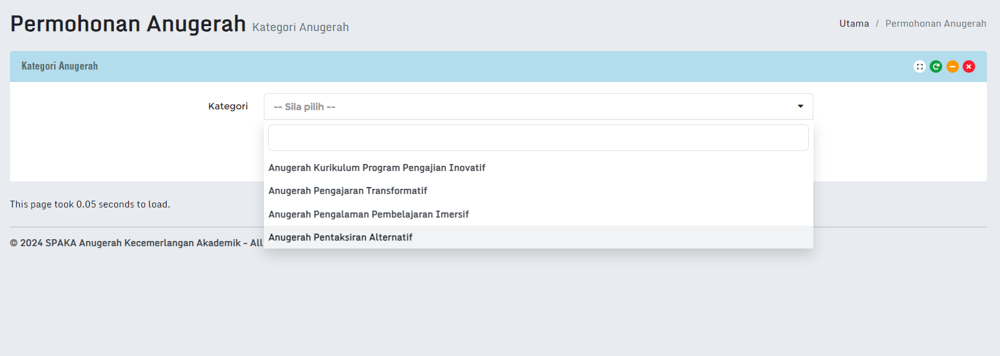 Permohonan Anugerah Kategori Anugerah
Utama / Permohonan Anugerah
Kategori Anugerah
Kategori
-- Sila pilih --
Anugerah Kurikulum Program Pengajian Inovatif
Anugerah Pengajaran Transformatif
Anugerah Pengalaman Pembelajaran Imersif
Anugerah Pentaksiran Alternatif
This page took 0.05 seconds to load.
© 2024 SPAKA Anugerah Kecemerlangan Akademik - All